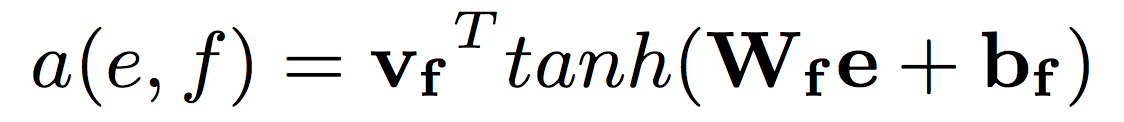 a(e, f) = v_f^T tanh(W_f e + b_f)